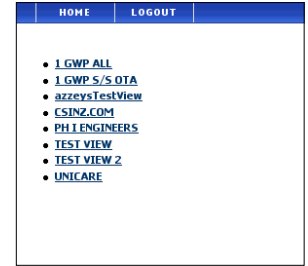 HOME LOGOUT
1 GWP ALL
1 GWP S/S OTA
azzeysTestView
CSINZ.COM
PH I ENGINEERS
TEST VIEW
TEST VIEW 2
UNICARE